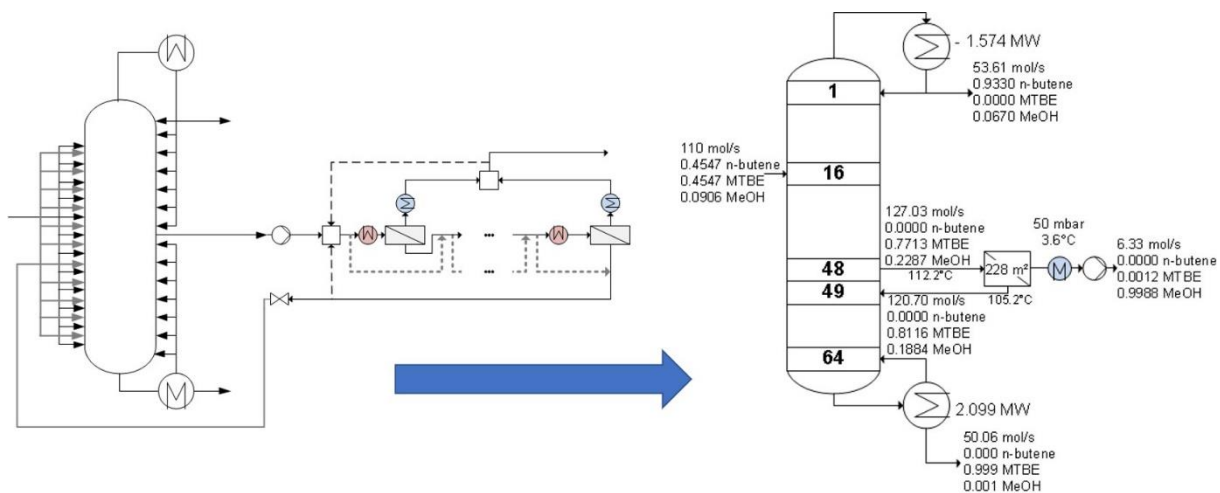 - 1.574 MW
53.61 mol/s
0.9330 n-butene
0.0000 MTBE
0.0670 MeOH
1
110 mol/s
0.4547 n-butene
0.4547 MTBE
0.0906 MeOH
16
127.03 mol/s
0.0000 n-butene
0.7713 MTBE
0.2287 MeOH
112.2°C
48
49
228 m²
105.2°C
50 mbar
3.6°C
6.33 mol/s
0.0000 n-butene
0.0012 MTBE
0.9988 MeOH
120.70 mol/s
0.0000 n-butene
0.8116 MTBE
0.1884 MeOH
64
2.099 MW
50.06 mol/s
0.000 n-butene
0.999 MTBE
0.001 MeOH